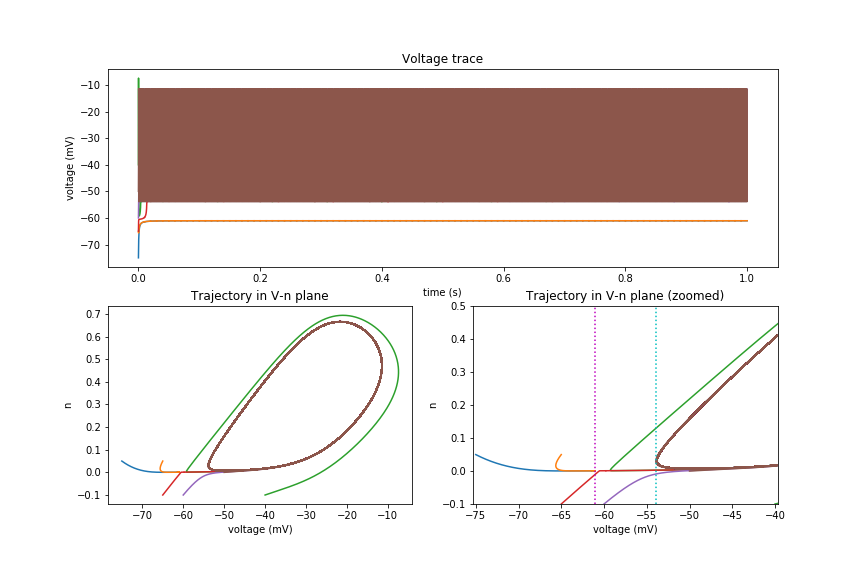 Voltage trace
voltage (mV)
−10
−20
−30
−40
−50
−60
−70
0.0 0.2 0.4 0.6 0.8 1.0
time (s)
Trajectory in V-n plane
n
0.7
0.6
0.5
0.4
0.3
0.2
0.1
0.0
−0.1
−70 −60 −50 −40 −30 −20 −10
voltage (mV)
Trajectory in V-n plane (zoomed)
n
0.5
0.4
0.3
0.2
0.1
0.0
−0.1
−75 −70 −65 −60 −55 −50 −45 −40
voltage (mV)